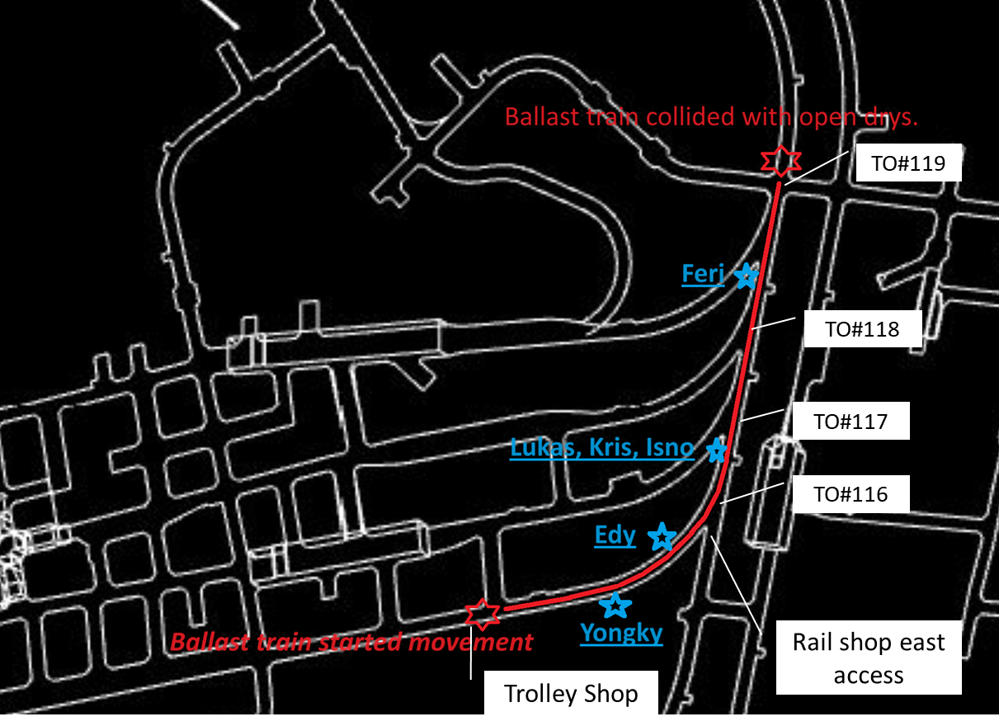 Ballast train collided with open drys.
TO#119
Feri
TO#118
TO#117
Lukas, Kris, Isno
TO#116
Edy
Yongky
Ballast train started movement
Rail shop east
access
Trolley Shop